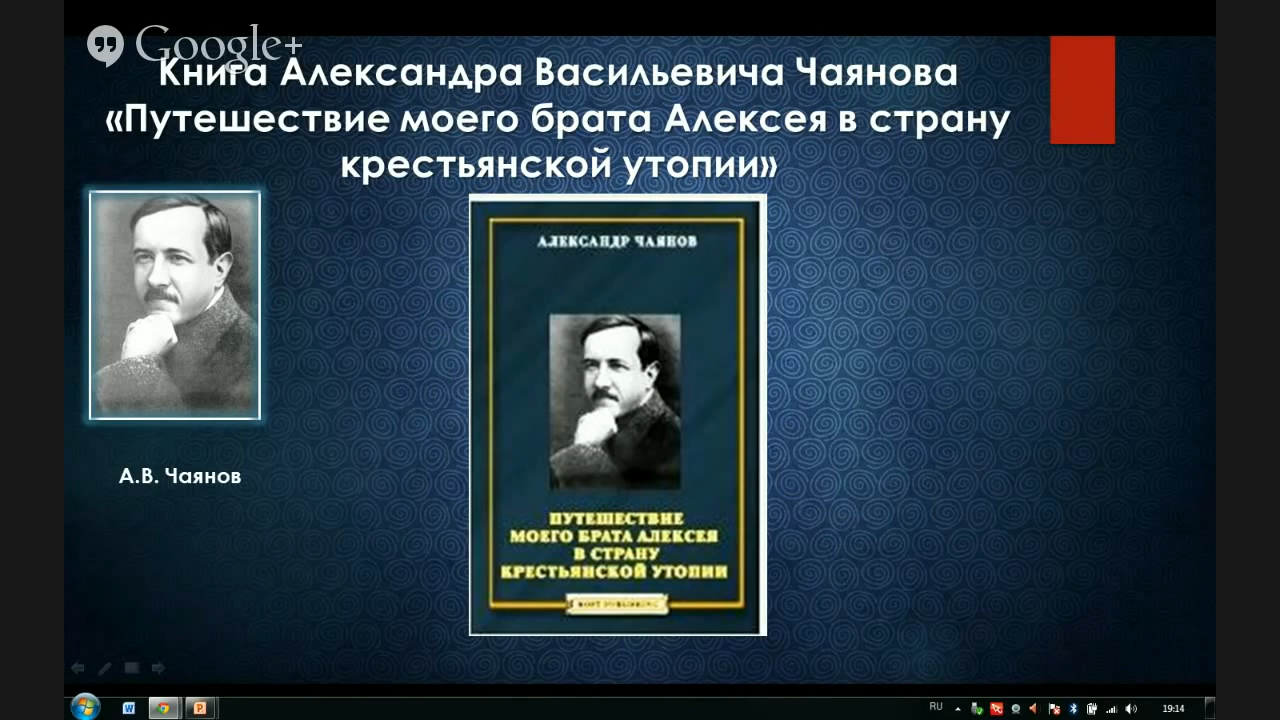 Google+
Книга Александра Васильевича Чаянова
«Путешествие моего брата Алексея в страну
крестьянской утопии»
АЛЕКСАНДР ЧАЯНОВ
А.В. Чаянов
ПУТЕШЕСТВИЕ
МОЕГО БРАТА АЛЕКСЕЯ
В СТРАНУ
КРЕСТЬЯНСКОЙ УТОПИИ
RU
19:14